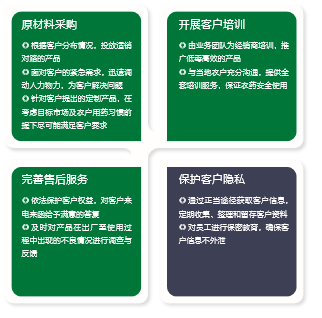 原材料采购
根据客户分布情况，投放适销
对路的产品
面对客户的紧急需求，迅速调
动人力物力，为客户解决问题
针对客户提出的定制产品，在
考虑目标市场及农户用药习惯的
提下尽可能满足客户要求
开展客户培训
由业务团队为经销商培训，推
广低毒高效的产品
与当地农户充分沟通，提供全
套培训服务，保证农药安全使用
完善售后服务
依法保护客户权益，对客户来
电来函给予满意的答复
及时对产品在出厂至使用过
程中出现的不良情况进行调查与
反馈
保护客户隐私
通过正当途径获取客户信息，
定期收集、整理和留存客户资料
对员工进行保密教育，确保客
户信息不外泄